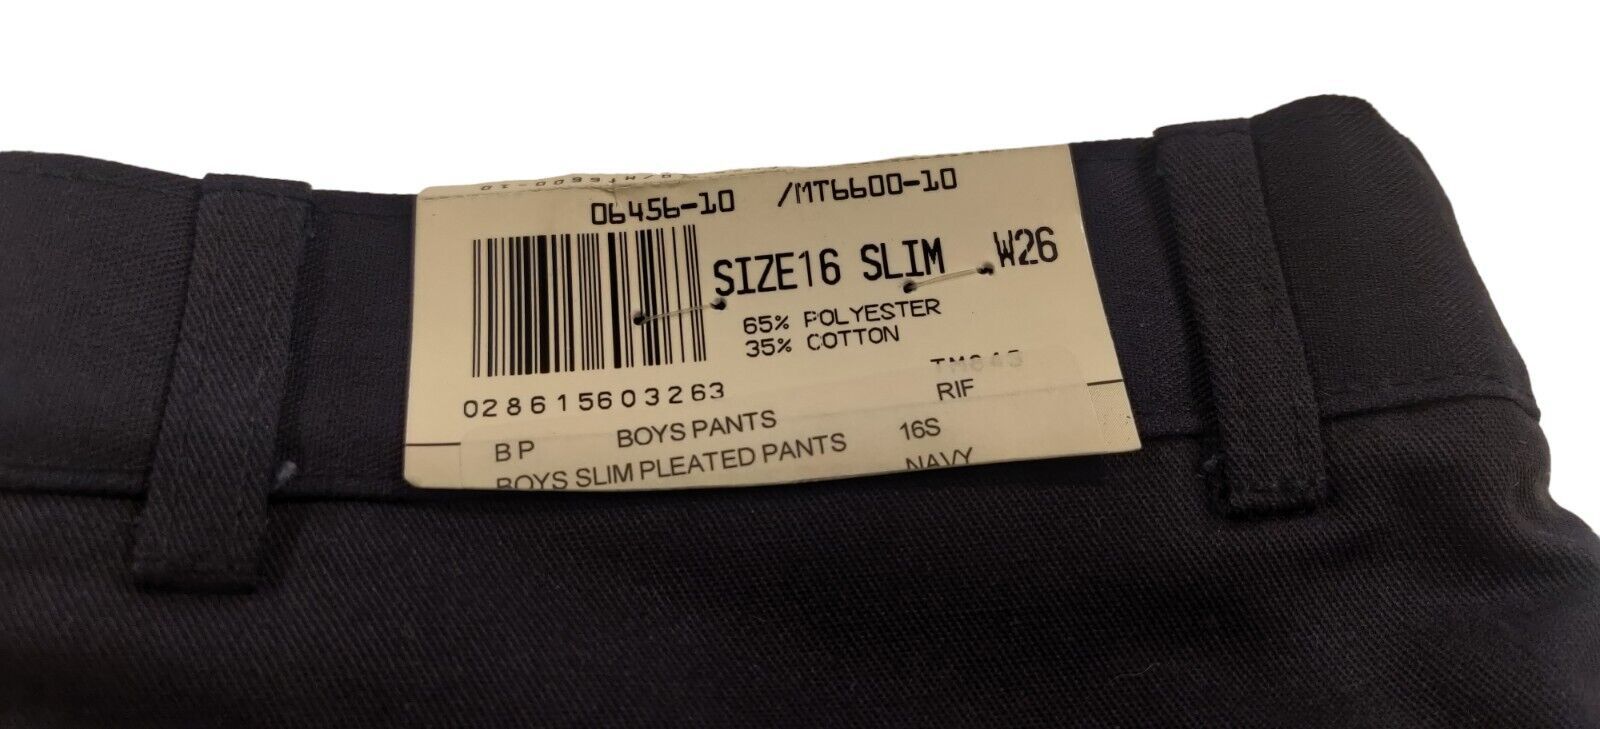 06456-10 /MT6600-10
SIZE16 SLIM W26
65% POLYESTER
35% COTTON
028615603263
RIF
BP BOYS PANTS
16S
BOYS SLIM PLEATED PANTS
NAVY